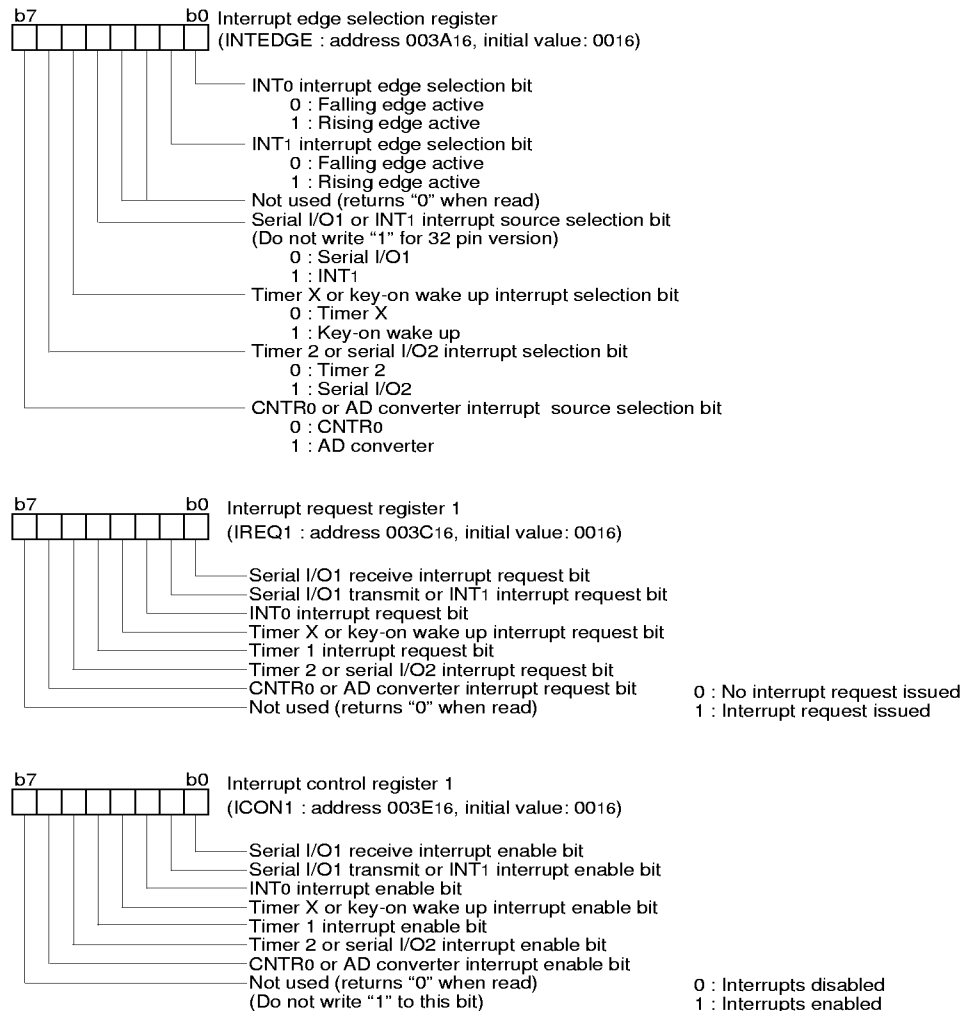 b7 b0 Interrupt edge selection register
(INTEDGE : address 003A16, initial value: 0016)
INT0 interrupt edge selection bit
0 : Falling edge active
1 : Rising edge active
INT1 interrupt edge selection bit
0 : Falling edge active
1 : Rising edge active
Not used (returns “0” when read)
Serial I/O1 or INT1 interrupt source selection bit
(Do not write “1” for 32 pin version)
0 : Serial I/O1
1 : INT1
Timer X or key-on wake up interrupt selection bit
0 : Timer X
1 : Key-on wake up
Timer 2 or serial I/O2 interrupt selection bit
0 : Timer 2
1 : Serial I/O2
CNTR0 or AD converter interrupt source selection bit
0 : CNTR0
1 : AD converter
b7 b0 Interrupt request register 1
(IREQ1 : address 003C16, initial value: 0016)
Serial I/O1 receive interrupt request bit
Serial I/O1 transmit or INT1 interrupt request bit
INT0 interrupt request bit
Timer X or key-on wake up interrupt request bit
Timer 1 interrupt request bit
Timer 2 or serial I/O2 interrupt request bit
CNTR0 or AD converter interrupt request bit 0 : No interrupt request issued
Not used (returns “0” when read) 1 : Interrupt request issued
b7 b0 Interrupt control register 1
(ICON1 : address 003E16, initial value: 0016)
Serial I/O1 receive interrupt enable bit
Serial I/O1 transmit or INT1 interrupt enable bit
INT0 interrupt enable bit
Timer X or key-on wake up interrupt enable bit
Timer 1 interrupt enable bit
Timer 2 or serial I/O2 interrupt enable bit
CNTR0 or AD converter interrupt enable bit
Not used (returns “0” when read) 0 : Interrupts disabled
(Do not write “1” to this bit) 1 : Interrupts enabled